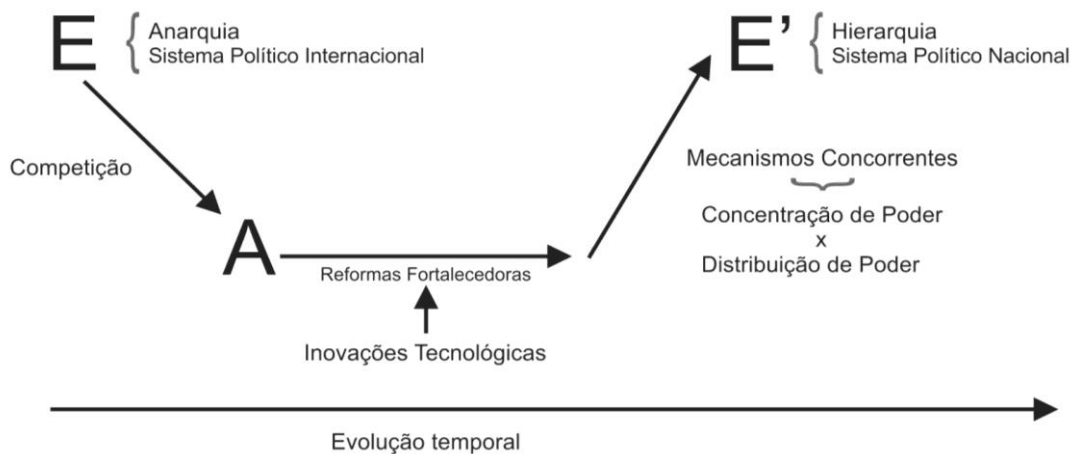 E { Anarquia
Sistema Político Internacional
E’ { Hierarquia
Sistema Político Nacional
Competição
Mecanismos Concorrentes
Concentração de Poder
x
Distribuição de Poder
A
Reformas Fortalecedoras
Inovações Tecnológicas
Evolução temporal